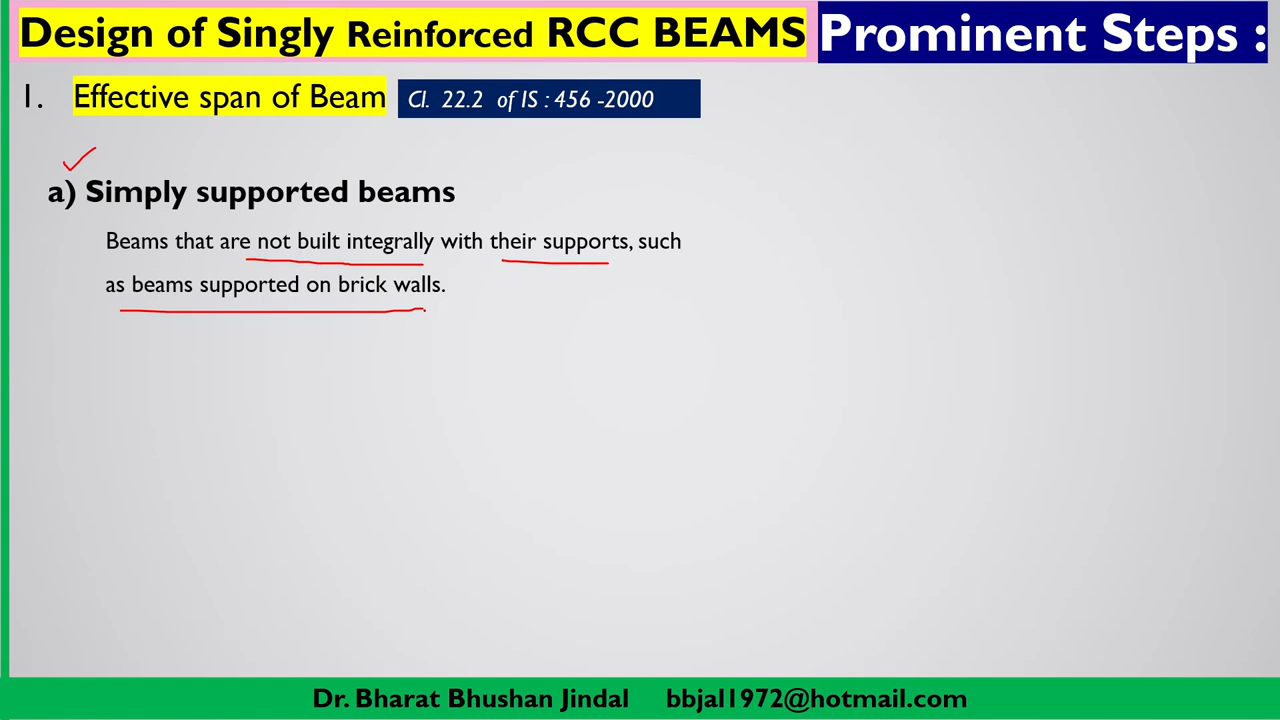 Design of Singly Reinforced RCC BEAMS Prominent Steps :
1. Effective span of Beam Cl. 22.2 of IS : 456 -2000
a) Simply supported beams
Beams that are not built integrally with their supports, such
as beams supported on brick walls.
Dr. Bharat Bhushan Jindal bbjal1972@hotmail.com